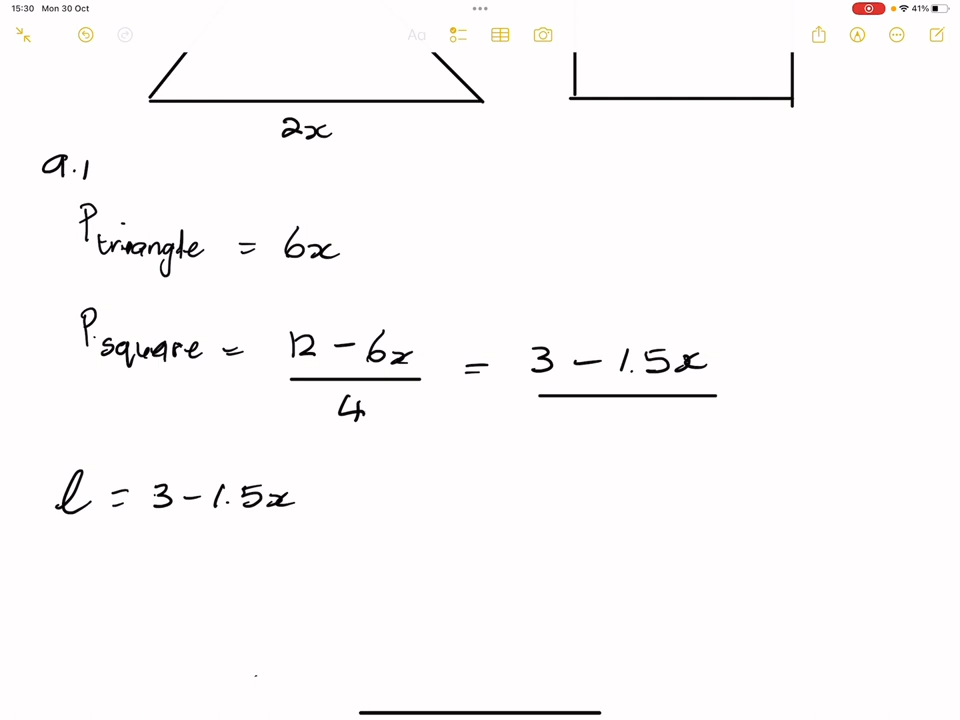 15:30 Mon 30 Oct 41%
Aa
2x
a.1
P triangle = 6x
P square = 12 - 6x / 4 = 3 - 1.5x
l = 3 - 1.5x